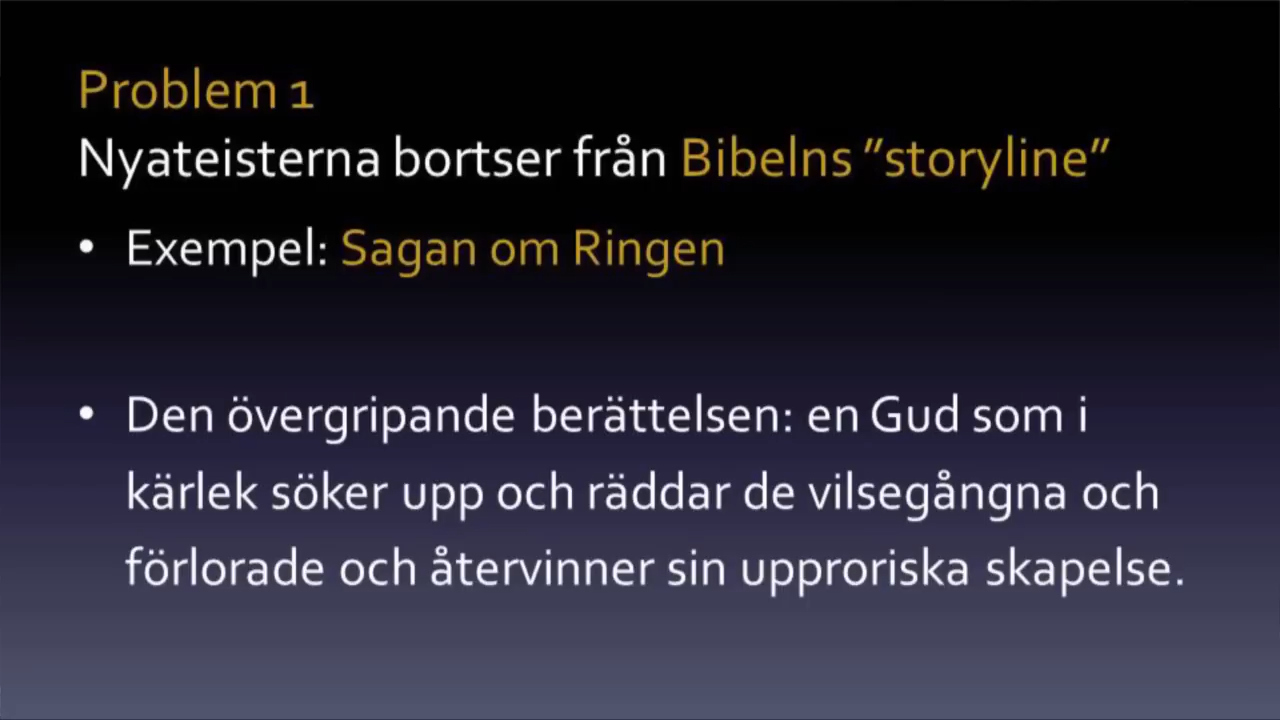 Problem 1
Nyateisterna bortser från Bibelns ”storyline”
• Exempel: Sagan om Ringen
• Den övergripande berättelsen: en Gud som i
kärlek söker upp och räddar de vilsegångna och
förlorade och återvinner sin upproriska skapelse.